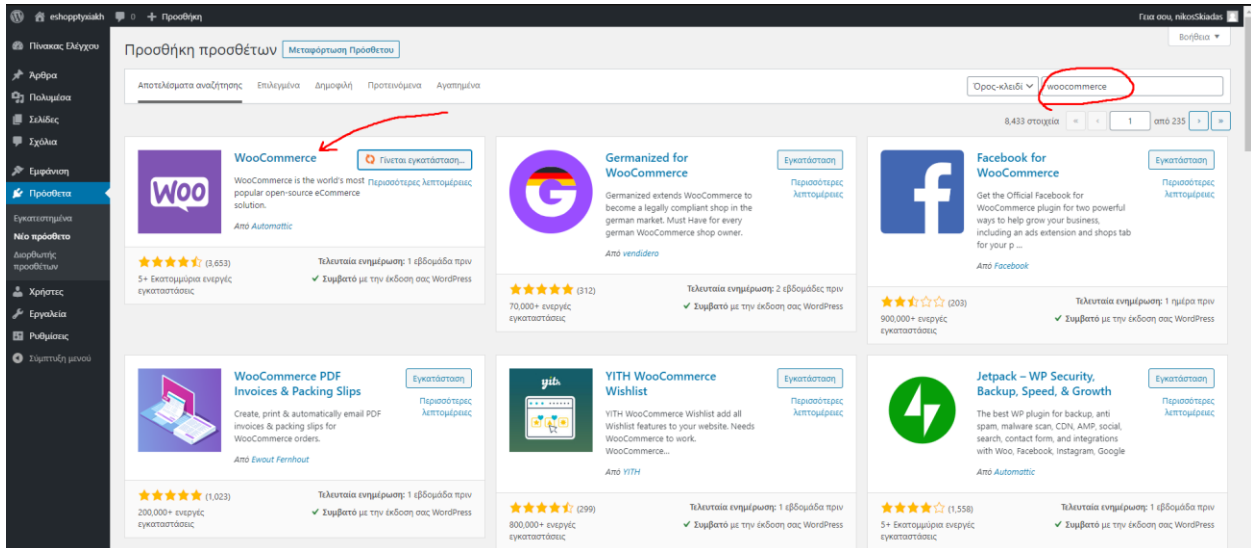 eshopptyxiakh 0 + Προσθήκη Γεια σου, nikosSkiadas
Βοήθεια
Πίνακας Ελέγχου
Άρθρα
Πολυμέσα
Σελίδες
Σχόλια
Εμφάνιση
Πρόσθετα
Εγκατεστημένα
Νέο πρόσθετο
Διορθωτής
προσθέτων
Χρήστες
Εργαλεία
Ρυθμίσεις
Σύμπτυξη μενού
Προσθήκη προσθέτων Μεταφόρτωση Πρόσθετου
Αποτελέσματα αναζήτησης Επιλεγμένα Δημοφιλή Προτεινόμενα Αγαπημένα Όρος-κλειδί woocommerce
8,433 στοιχεία « ‹ 1 από 235 › »
WOO
WooCommerce
Γίνεται εγκατάσταση...
Περισσότερες λεπτομέρειες
WooCommerce is the world's most
popular open-source eCommerce
solution.
Από Automattic
(3,653)
5+ Εκατομμύρια ενεργές
εγκαταστάσεις
Τελευταία ενημέρωση: 1 εβδομάδα πριν
✓ Συμβατό με την έκδοση σας WordPress
G
Germanized for
WooCommerce
Εγκατάσταση
Περισσότερες
λεπτομέρειες
Germanized extends WooCommerce to
become a legally compliant shop in the
german market. Must Have for every
german WooCommerce shop owner.
Από vendidero
(312)
70,000+ ενεργές
εγκαταστάσεις
Τελευταία ενημέρωση: 2 εβδομάδες πριν
✓ Συμβατό με την έκδοση σας WordPress
f
Facebook for
WooCommerce
Εγκατάσταση
Περισσότερες
λεπτομέρειες
Get the Official Facebook for
WooCommerce plugin for two powerful
ways to help grow your business,
including an ads extension and shops tab
for your p ...
Από Facebook
(203)
900,000+ ενεργές
εγκαταστάσεις
Τελευταία ενημέρωση: 1 ημέρα πριν
✓ Συμβατό με την έκδοση σας WordPress
WooCommerce PDF
Invoices & Packing Slips
Εγκατάσταση
Περισσότερες
λεπτομέρειες
Create, print & automatically email PDF
invoices & packing slips for
WooCommerce orders.
Από Ewout Fernhout
(1,023)
200,000+ ενεργές
εγκαταστάσεις
Τελευταία ενημέρωση: 1 εβδομάδα πριν
✓ Συμβατό με την έκδοση σας WordPress
yith
YITH WooCommerce
Wishlist
Εγκατάσταση
Περισσότερες
λεπτομέρειες
YITH WooCommerce Wishlist add all
Wishlist features to your website. Needs
WooCommerce to work.
WooCommerce...
Από YITH
(299)
800,000+ ενεργές
εγκαταστάσεις
Τελευταία ενημέρωση: 1 εβδομάδα πριν
✓ Συμβατό με την έκδοση σας WordPress
Jetpack – WP Security,
Backup, Speed, & Growth
Εγκατάσταση
Περισσότερες
λεπτομέρειες
The best WP plugin for backup, anti
spam, malware scan, CDN, AMP, social,
search, contact form, and integrations
with Woo, Facebook, Instagram, Google
Από Automattic
(1,558)
5+ Εκατομμύρια ενεργές
εγκαταστάσεις
Τελευταία ενημέρωση: 1 εβδομάδα πριν
✓ Συμβατό με την έκδοση σας WordPress